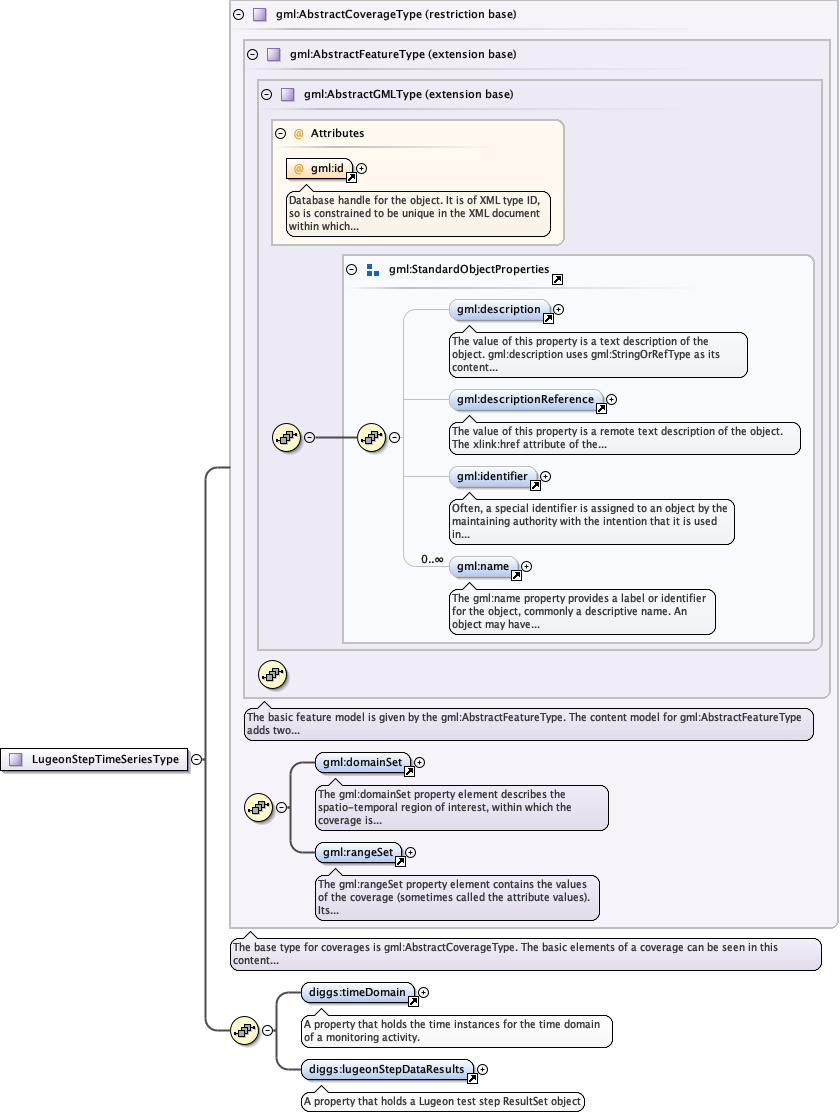 gml:AbstractCoverageType (restriction base)
gml:AbstractFeatureType (extension base)
gml:AbstractGMLType (extension base)
@ Attributes
@ gml:id
Database handle for the object. It is of XML type ID,
so is constrained to be unique in the XML document
within which...
gml:StandardObjectProperties
gml:description
The value of this property is a text description of the
object. gml:description uses gml:StringOrRefType as its
content...
gml:descriptionReference
The value of this property is a remote text description of the object.
The xlink:href attribute of the...
gml:identifier
Often, a special identifier is assigned to an object by the
maintaining authority with the intention that it is used
in...
0..∞
gml:name
The gml:name property provides a label or identifier
for the object, commonly a descriptive name. An
object may have...
The basic feature model is given by the gml:AbstractFeatureType. The content model for gml:AbstractFeatureType
adds two...
LugeonStepTimeSeriesType
gml:domainSet
The gml:domainSet property element describes the
spatio-temporal region of interest, within which the
coverage is...
gml:rangeSet
The gml:rangeSet property element contains the values
of the coverage (sometimes called the attribute values).
Its...
The base type for coverages is gml:AbstractCoverageType. The basic elements of a coverage can be seen in this
content...
diggs:timeDomain
A property that holds the time instances for the time domain
of a monitoring activity.
diggs:lugeonStepDataResults
A property that holds a Lugeon test step ResultSet object